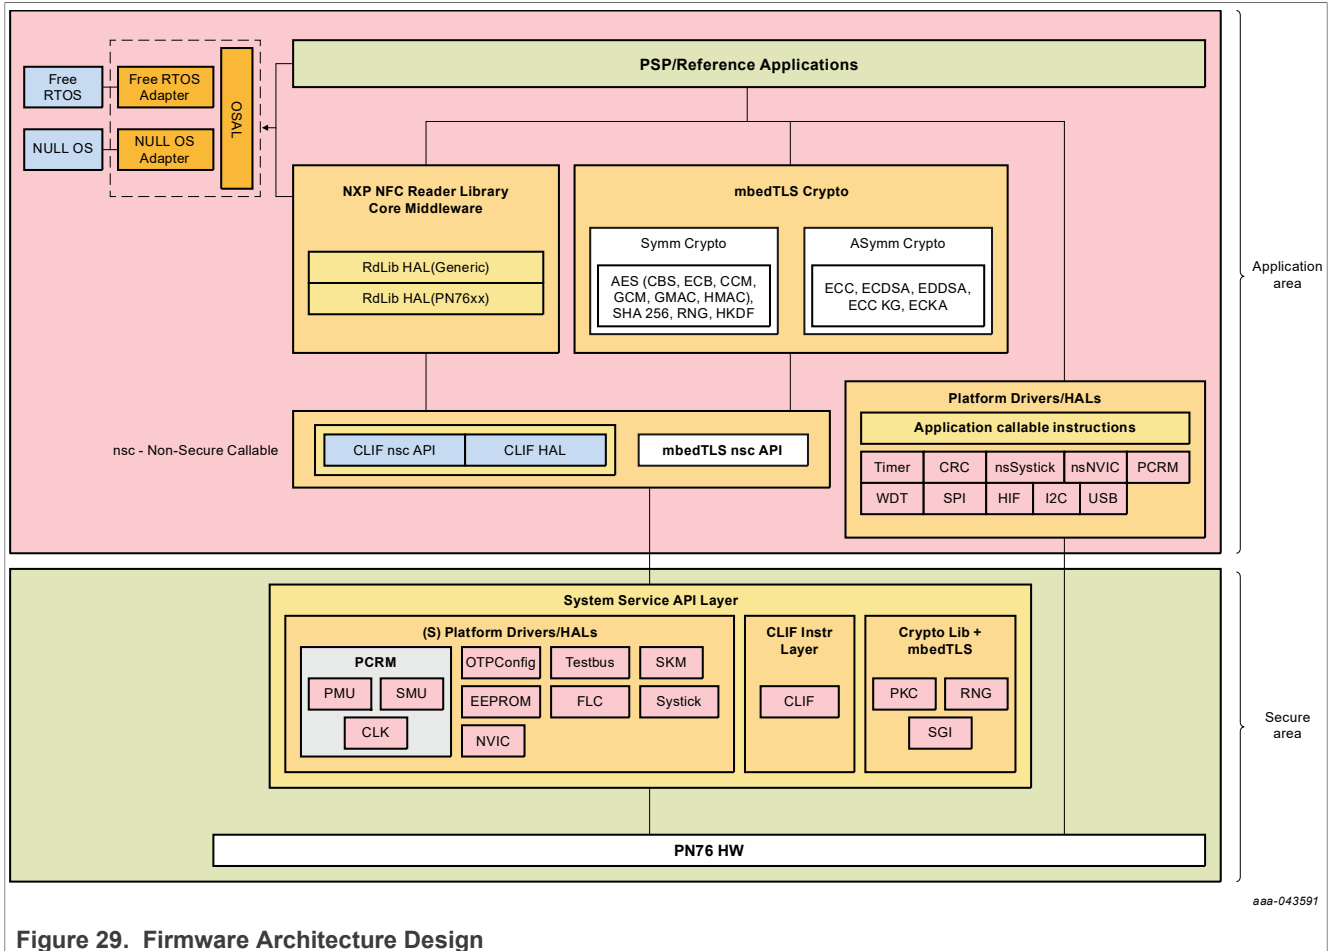 PSP/Reference Applications
Free
RTOS
Free RTOS
Adapter
OSAL
NULL OS
NULL OS
Adapter
NXP NFC Reader Library
Core Middleware
RdLib HAL(Generic)
RdLib HAL(PN76xx)
mbedTLS Crypto
Symm Crypto
AES (CBS, ECB, CCM,
GCM, GMAC, HMAC),
SHA 256, RNG, HKDF
ASymm Crypto
ECC, ECDSA, EDDSA,
ECC KG, ECKA
Application
area
nsc - Non-Secure Callable
CLIF nsc API
CLIF HAL
mbedTLS nsc API
Platform Drivers/HALs
Application callable instructions
Timer
CRC
nsSystick
nsNVIC
PCRM
WDT
SPI
HIF
I2C
USB
System Service API Layer
(S) Platform Drivers/HALs
PCRM
PMU
SMU
CLK
OTPConfig
Testbus
SKM
EEPROM
FLC
Systick
NVIC
CLIF Instr
Layer
CLIF
Crypto Lib +
mbedTLS
PKC
RNG
SGI
Secure
area
PN76 HW
aaa-043591
Figure 29. Firmware Architecture Design